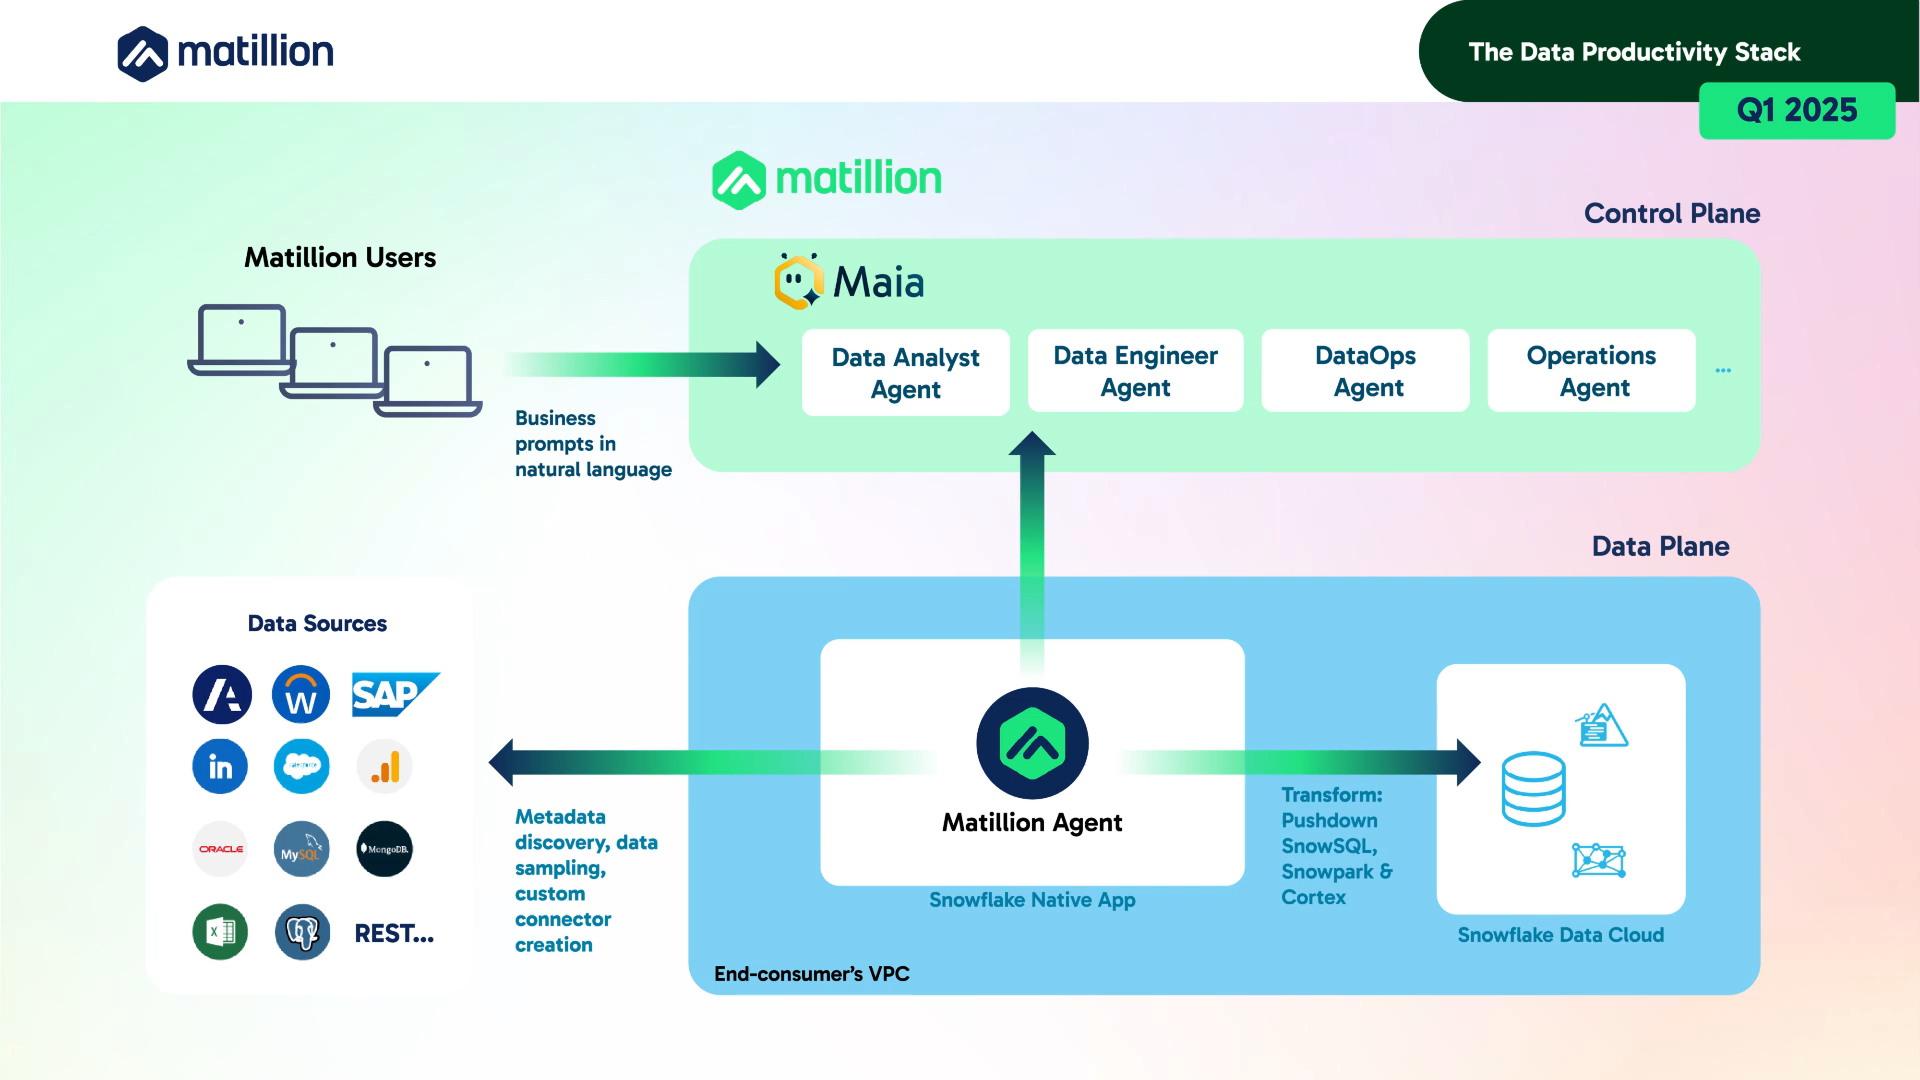 matillion
The Data Productivity Stack
Q1 2025
matillion
Control Plane
Matillion Users
Maia
Data Analyst
Agent
Data Engineer
Agent
DataOps
Agent
Operations
Agent
...
Business
prompts in
natural language
Data Plane
Data Sources
W
SAP
in
salesforce
ORACLE
MySQL
MongoDB.
X
REST...
Metadata
discovery, data
sampling,
custom
connector
creation
Matillion Agent
Snowflake Native App
Transform:
Pushdown
SnowSQL,
Snowpark &
Cortex
Snowflake Data Cloud
End-consumer’s VPC